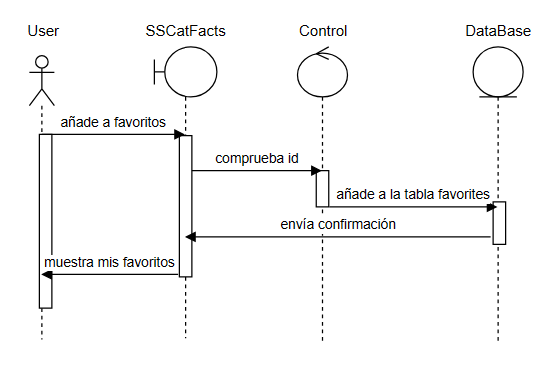 User
SSCatFacts
Control
DataBase
añade a favoritos
comprueba id
añade a la tabla favorites
envía confirmación
muestra mis favoritos